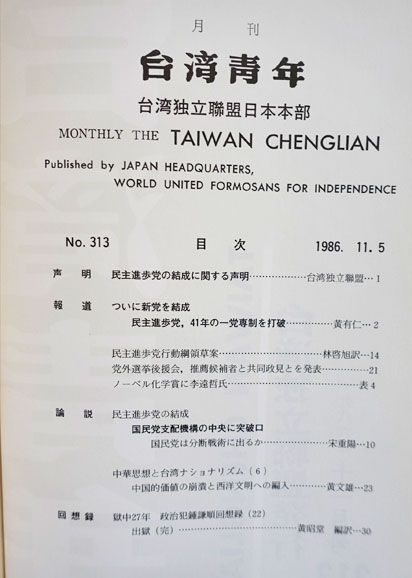 月 刊
台湾青年
台湾独立聯盟日本本部
MONTHLY THE TAIWAN CHENGLIAN
Published by JAPAN HEADQUARTERS,
WORLD UNITED FORMOSANS FOR INDEPENDENCE
No. 313 目 次 1986. 11. 5
声 明 民主進歩党の結成に関する声明……………台湾独立聯盟…1
報 道 ついに新党を結成
民主進歩党,41年の一党専制を打破…………黄有仁…2
民主進歩党行動綱領草案…………………………林啓旭訳…14
党外選挙後援会,推薦候補者と共同政見とを発表…………21
ノーベル化学賞に李遠哲氏…………………………………表4
論 説 民主進歩党の結成
国民党支配機構の中央に突破口
国民党は分断戦術に出るか………………宋重陽…10
中華思想と台湾ナショナリズム(6)
中国的価値の崩潰と西洋文明への編入…………黄文雄…23
回想録 獄中27年 政治犯鍾謙順回想録(22)
出獄(完)……………………………黄昭堂 編訳…30